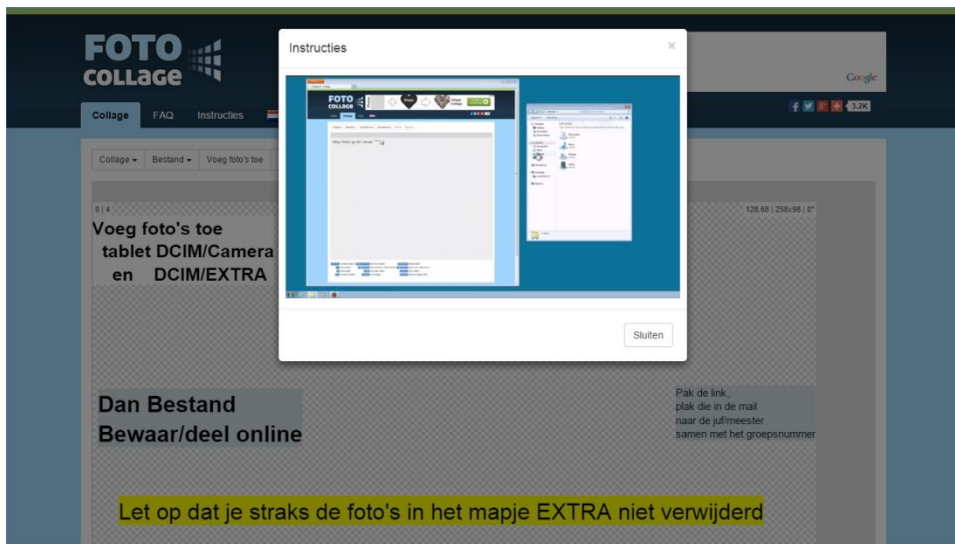 FOTO
COLLAGE
Instructies
×
Google
Collage
FAQ
Instructies
3.2K
Collage
Bestand
Voeg foto's toe
FOTO
COLLAGE
0 | 4
128,68 | 258x98 | 0°
Voeg foto's toe
tablet DCIM/Camera
en DCIM/EXTRA
Sluiten
Dan Bestand
Bewaar/deel online
Pak de link,
plak die in de mail
naar de juf/meester
samen met het groepsnummer
Let op dat je straks de foto's in het mapje EXTRA niet verwijderd